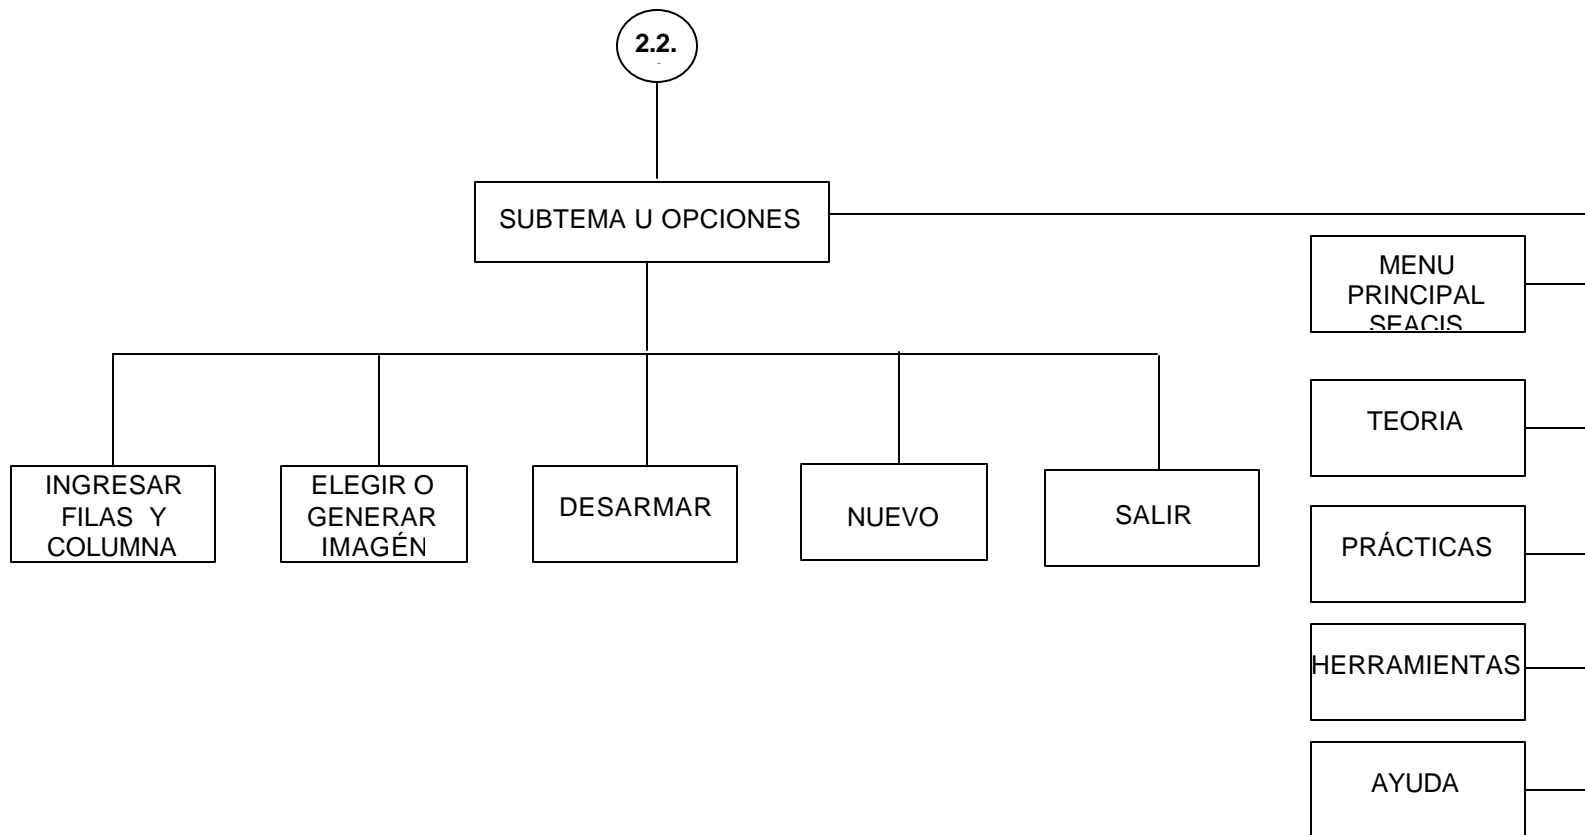 2.2.
SUBTEMA U OPCIONES
MENU
PRINCIPAL
SEACIS
TEORIA
PRÁCTICAS
HERRAMIENTAS
AYUDA
INGRESAR
FILAS Y
COLUMNA
ELEGIR O
GENERAR
IMAGÉN
DESARMAR
NUEVO
SALIR